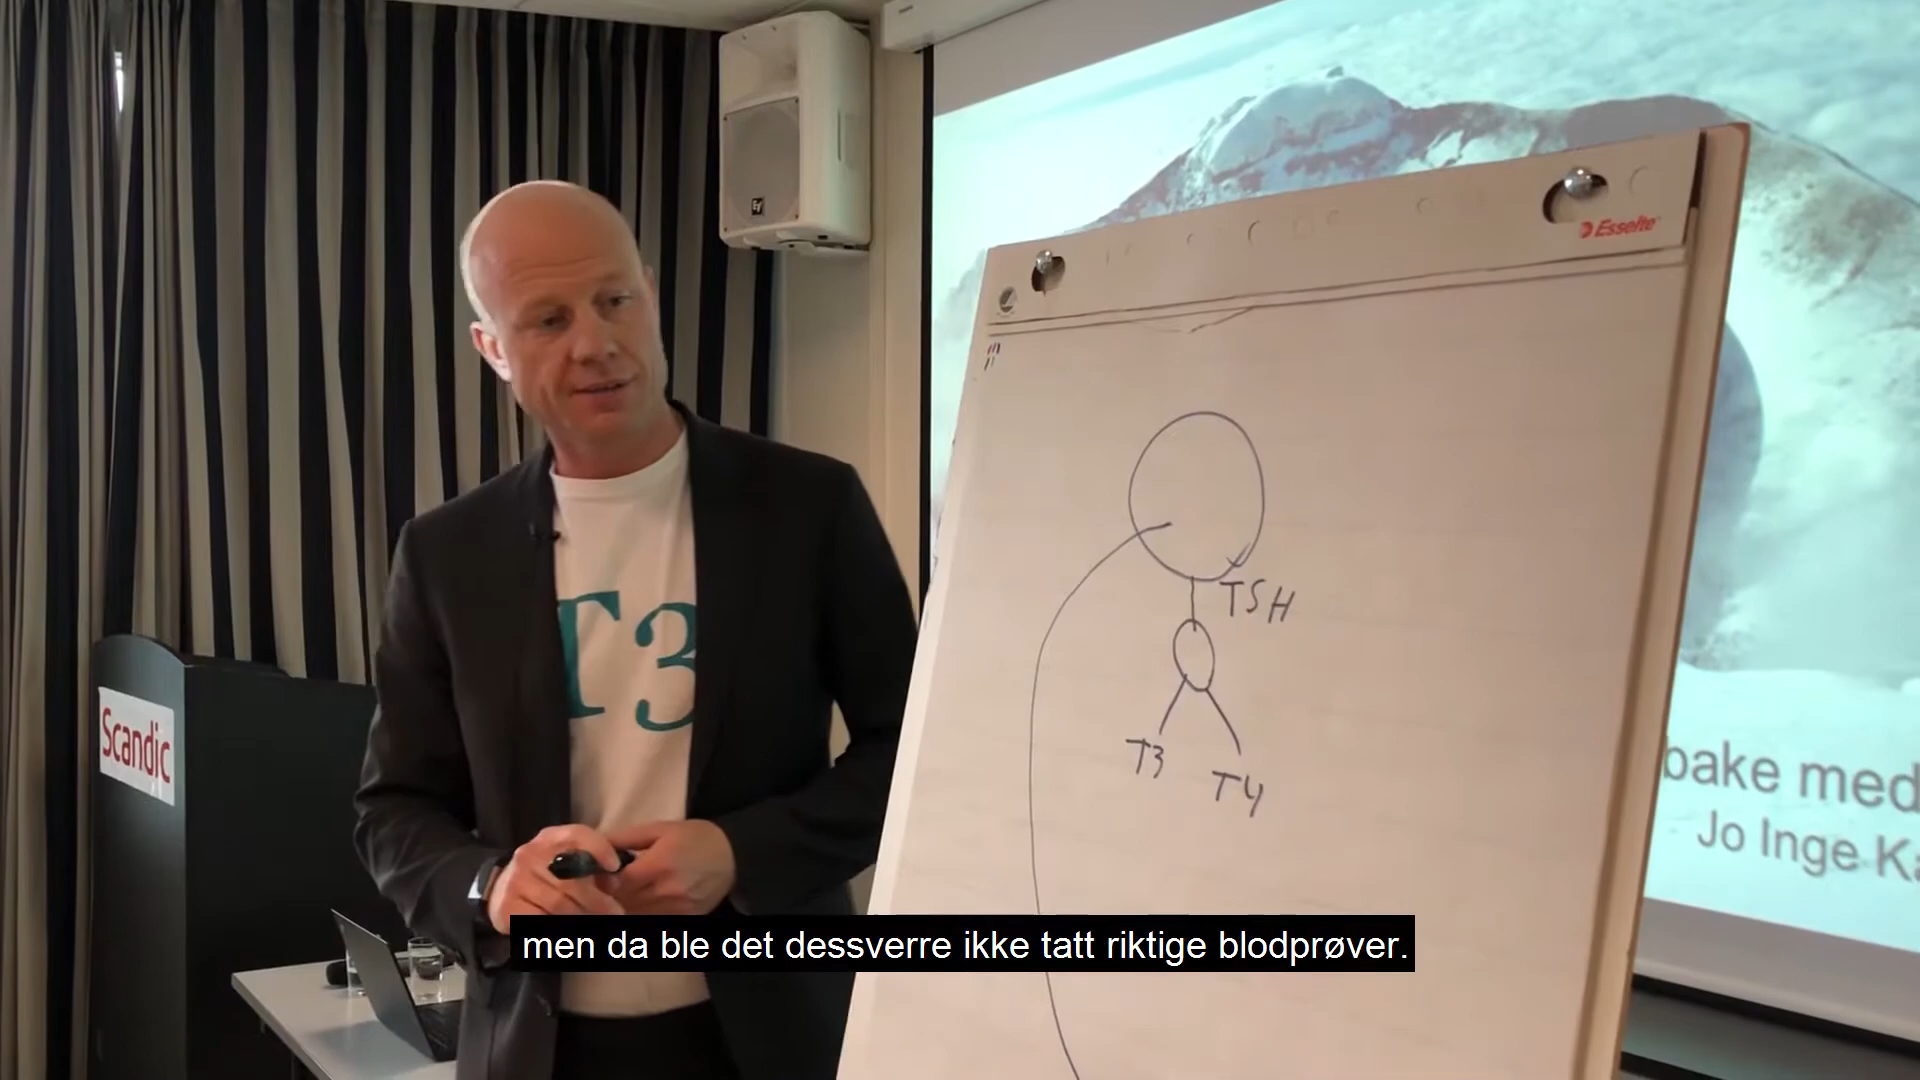 EV
Esselte
TSH
T3
T3
T4
Scandic
bake med
Jo Inge Ka
men da ble det dessverre ikke tatt riktige blodprøver.